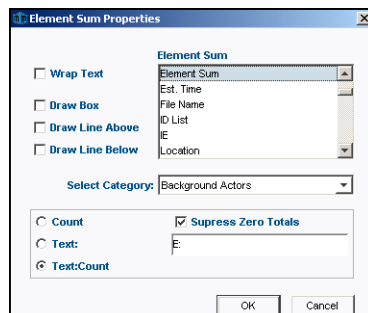 Element Sum Properties
Element Sum
Wrap Text
Element Sum
Est. Time
Draw Box
File Name
Draw Line Above
ID List
IE
Draw Line Below
Location
Select Category: Background Actors
Count
Supress Zero Totals
Text:
E:
Text:Count
OK
Cancel